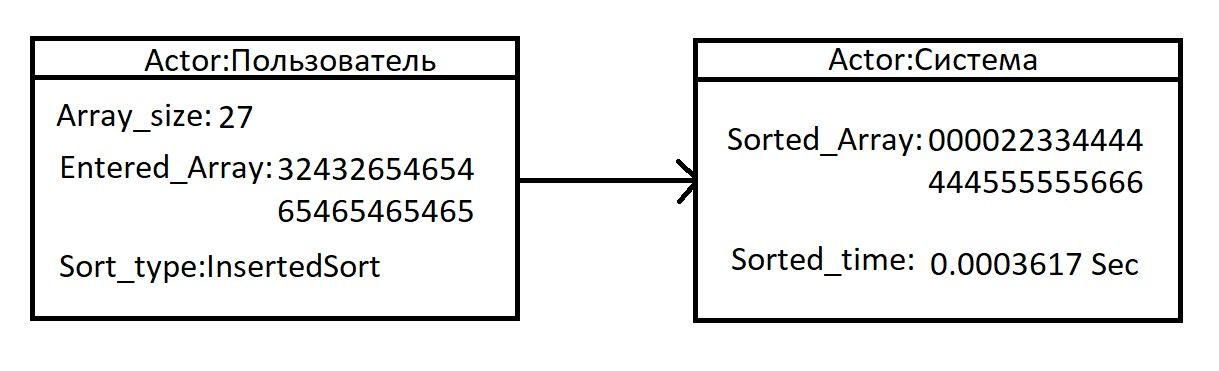 Actor:Пользователь
Array_size: 27
Entered_Array: 32432654654
65465465465
Sort_type:InsertedSort
Actor:Система
Sorted_Array: 000022334444
444555555666
Sorted_time: 0.0003617 Sec